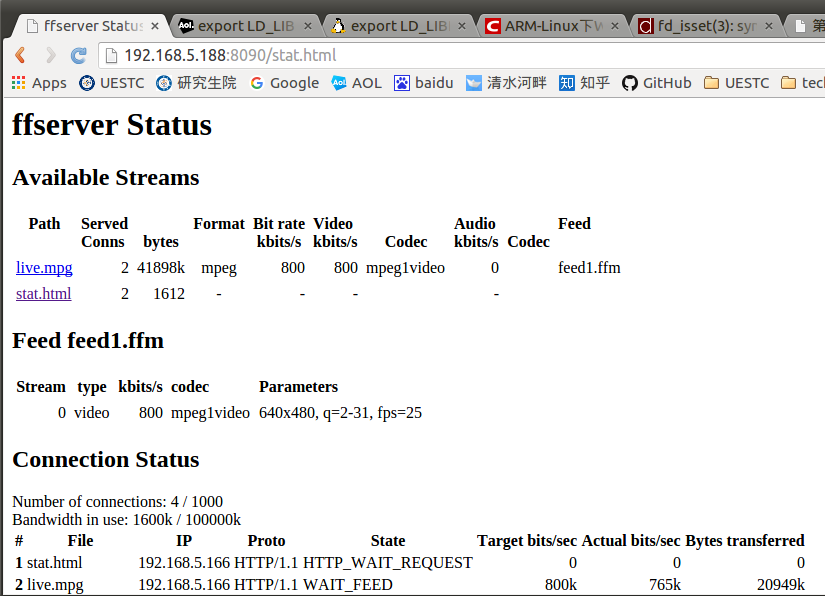 ffserver Status
export LD_LIB
export LD_LIB
ARM-Linux下
fd_isset(3): syn
第
192.168.5.188:8090/stat.html
Apps UESTC 研究生院 Google AOL baidu 清水河畔 知乎 GitHub UESTC tech
ffserver Status
Available Streams
Path Served Conns bytes Format Bit rate kbits/s Video kbits/s Codec Audio kbits/s Codec Feed
live.mpg 2 41898k mpeg 800 800 mpeg1video 0 feed1.ffm
stat.html 2 1612 - - - -
Feed feed1.ffm
Stream type kbits/s codec Parameters
0 video 800 mpeg1video 640x480, q=2-31, fps=25
Connection Status
Number of connections: 4 / 1000
Bandwidth in use: 1600k / 100000k
# File IP Proto State Target bits/sec Actual bits/sec Bytes transferred
1 stat.html 192.168.5.166 HTTP/1.1 HTTP_WAIT_REQUEST 0 0 0
2 live.mpg 192.168.5.166 HTTP/1.1 WAIT_FEED 800k 765k 20949k